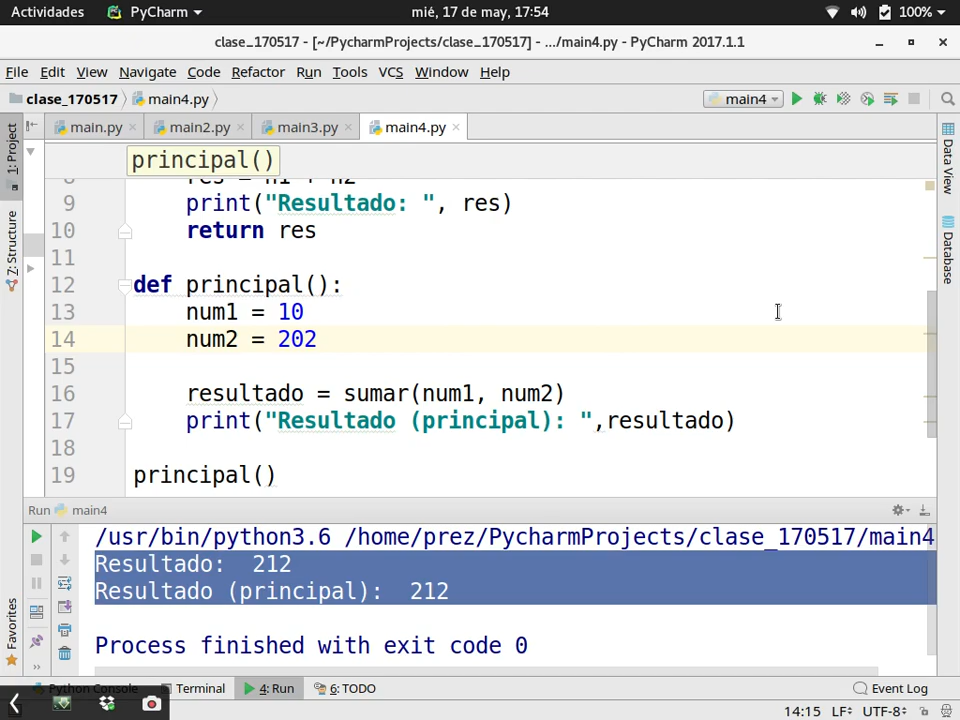 Actividades PyCharm mié, 17 de may, 17:54 100%
clase_170517 - [~/PycharmProjects/clase_170517] - .../main4.py - PyCharm 2017.1.1
File Edit View Navigate Code Refactor Run Tools VCS Window Help
clase_170517 main4.py main4
main.py main2.py main3.py main4.py
1: Project
7: Structure
Favorites
Data View
Database
principal()
8 res = n1 + n2
9 print("Resultado: ", res)
10 return res
11
12 def principal():
13 num1 = 10
14 num2 = 202
15
16 resultado = sumar(num1, num2)
17 print("Resultado (principal): ",resultado)
18
19 principal()
Run main4
/usr/bin/python3.6 /home/prez/PycharmProjects/clase_170517/main4
Resultado:  212
Resultado (principal):  212
Process finished with exit code 0
Python Console Terminal 4: Run 6: TODO Event Log
14:15 LF UTF-8